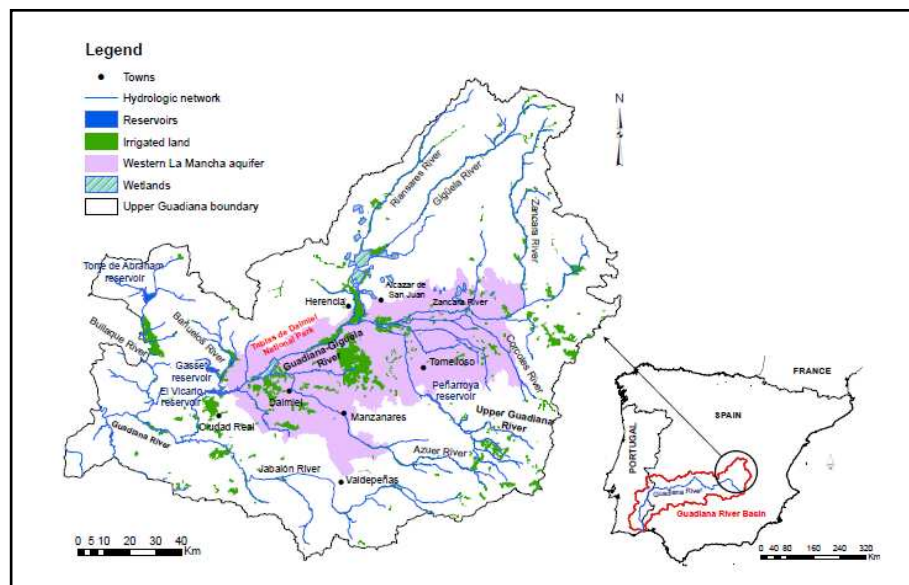 Legend
Towns
Hydrologic network
Reservoirs
Irrigated land
Western La Mancha aquifer
Wetlands
Upper Guadiana boundary
N
S
Riansares River
Gigüela River
Zancara River
Torre de Abraham
reservoir
Bullaque River
Bañuelos River
Herencia
Alcazar de
San Juan
Zancara River
Tablas de Daimiel
National Park
Guadiana-Gigüela
River
Gasset
reservoir
El Vicario
reservoir
Tomelloso
Corcoles River
Peñarroya
reservoir
Daimiel
Manzanares
Upper Guadiana
River
Ciudad Real
Guadiana River
Azuer River
Jabalón River
Valdepeñas
0 5 10 20 30 40
Km
FRANCE
SPAIN
PORTUGAL
Guadiana River
Guadiana River Basin
0 40 80 160 240 320
Km